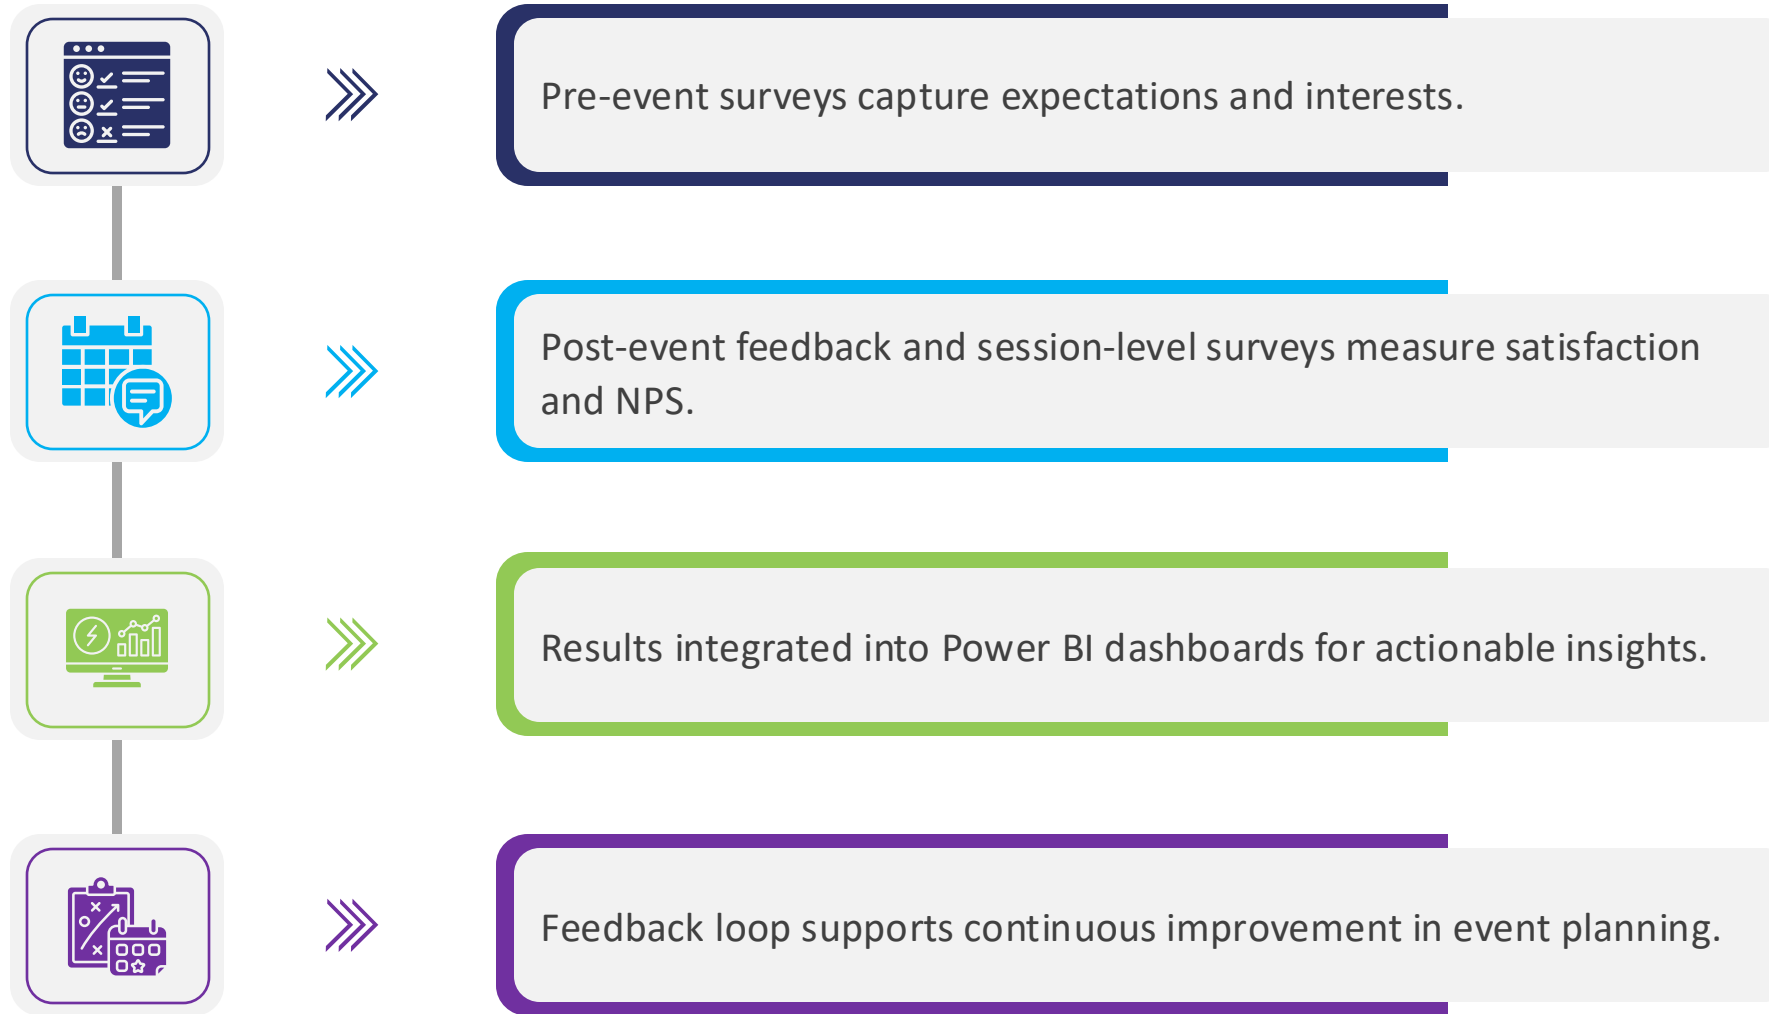 Pre-event surveys capture expectations and interests.
Post-event feedback and session-level surveys measure satisfaction
and NPS.
Results integrated into Power BI dashboards for actionable insights.
Feedback loop supports continuous improvement in event planning.